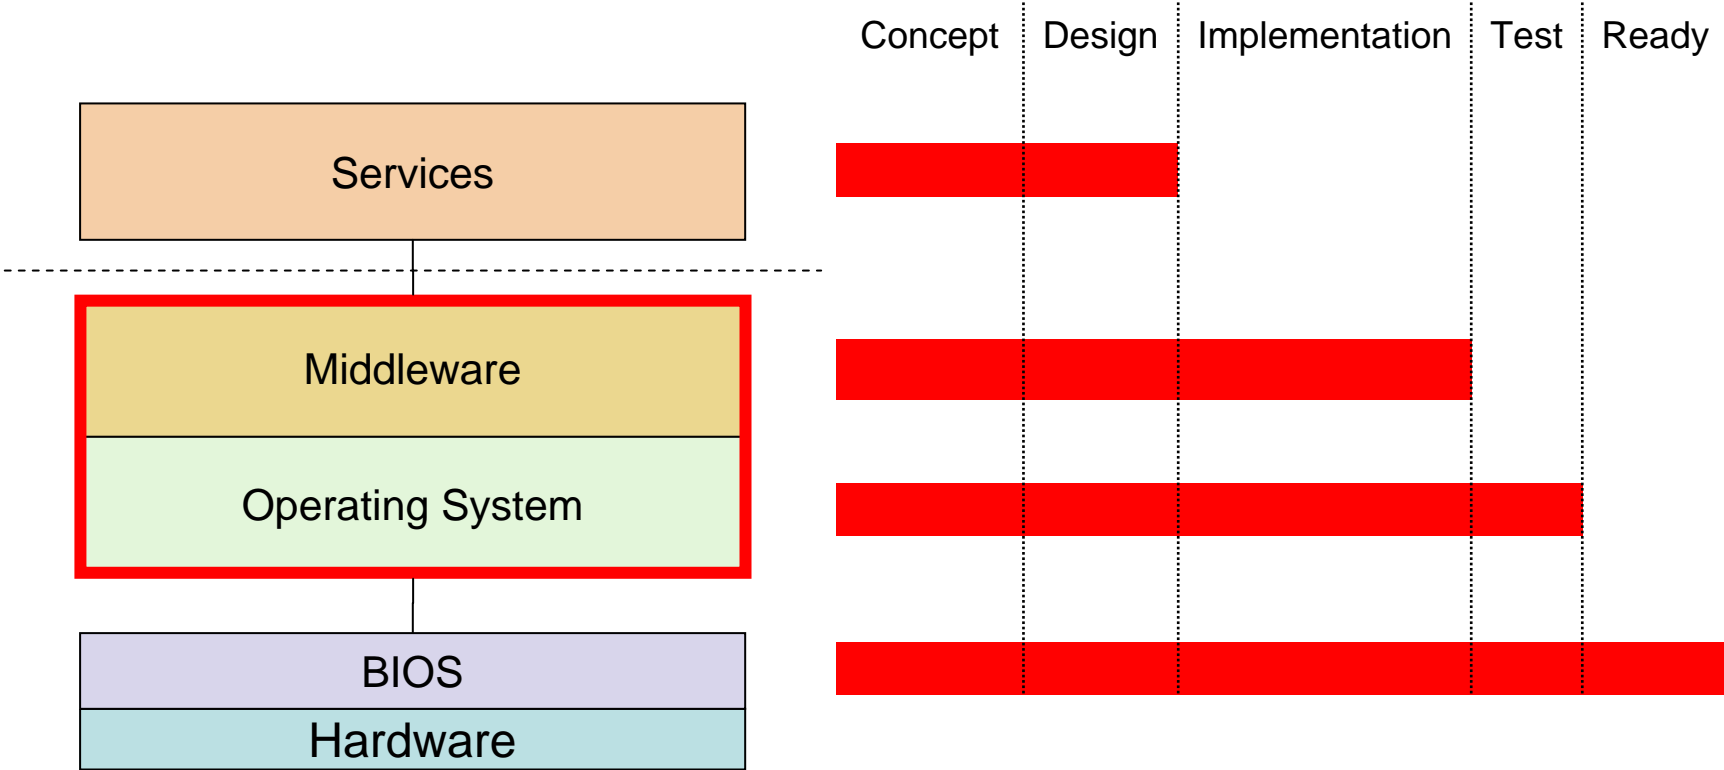 Concept Design Implementation Test Ready
Services
Middleware
Operating System
BIOS
Hardware